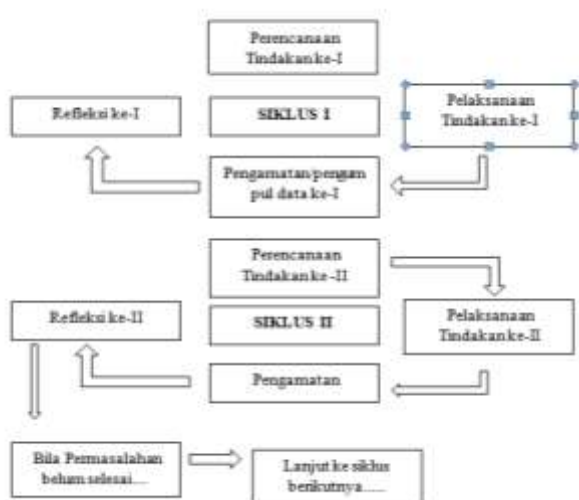 Perencanaan
Tindakan ke-I
Refleksi ke-I
SIKLUS I
Pelaksanaan
Tindakan ke-I
Pengamatan/pengum
pul data ke-I
Perencanaan
Tindakan ke -II
Refleksi ke-II
SIKLUS II
Pelaksanaan
Tindakan ke-II
Pengamatan
Bila Permasalahan
belum selesai....
Lanjut ke siklus
berikutnya......